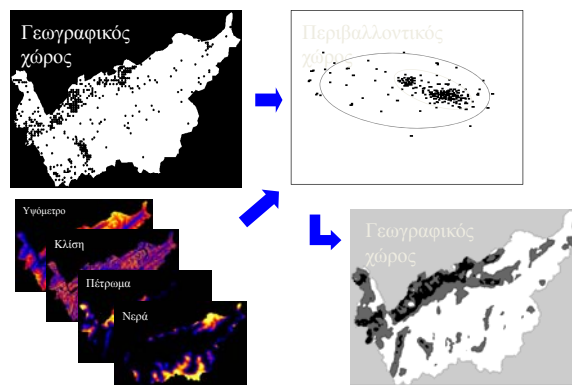 Γεωγραφικός
χώρος
Περιβαλλοντικός
χώρος
Υψόμετρο
Κλίση
Πέτρωμα
Νερά
Γεωγραφικός
χώρος